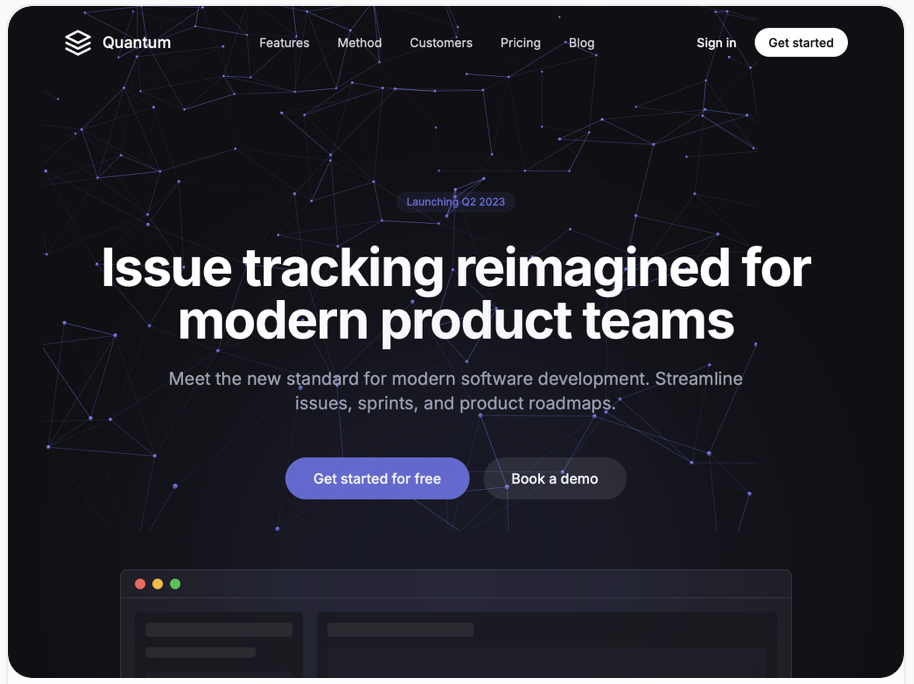 Quantum
Features
Method
Customers
Pricing
Blog
Sign in
Get started
Launching Q2 2023
Issue tracking reimagined for
modern product teams
Meet the new standard for modern software development. Streamline
issues, sprints, and product roadmaps.
Get started for free
Book a demo